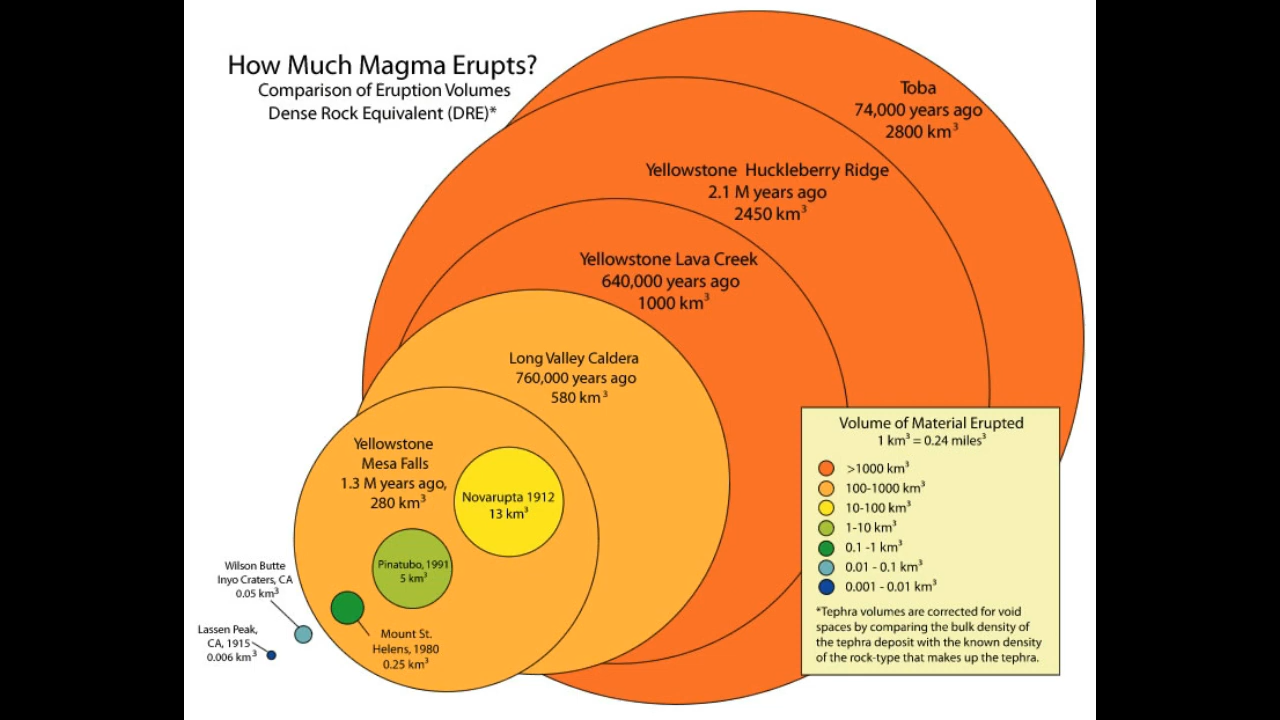 How Much Magma Erupts?
Comparison of Eruption Volumes
Dense Rock Equivalent (DRE)*
Toba
74,000 years ago
2800 km³
Yellowstone Huckleberry Ridge
2.1 M years ago
2450 km³
Yellowstone Lava Creek
640,000 years ago
1000 km³
Long Valley Caldera
760,000 years ago
580 km³
Yellowstone
Mesa Falls
1.3 M years ago,
280 km³
Novarupta 1912
13 km³
Pinatubo, 1991
5 km³
Wilson Butte
Inyo Craters, CA
0.05 km³
Lassen Peak,
CA, 1915
0.006 km³
Mount St.
Helens, 1980
0.25 km³
Volume of Material Erupted
1 km³ = 0.24 miles³
>1000 km³
100-1000 km³
10-100 km³
1-10 km³
0.1 -1 km³
0.01 - 0.1 km³
0.001 - 0.01 km³
*Tephra volumes are corrected for void
spaces by comparing the bulk density of
the tephra deposit with the known density
of the rock-type that makes up the tephra.